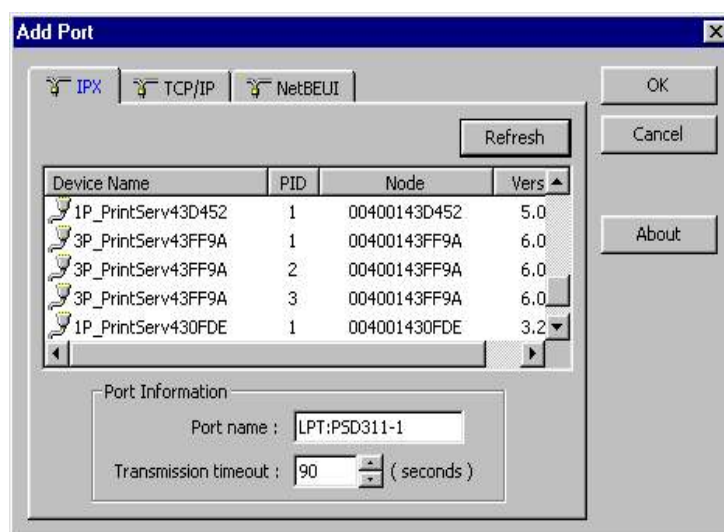 Add Port
IPX TCP/IP NetBEUI
OK
Refresh
Cancel
Device Name PID Node Vers
1P_PrintServ43D452 1 00400143D452 5.0
3P_PrintServ43FF9A 1 00400143FF9A 6.0
About
3P_PrintServ43FF9A 2 00400143FF9A 6.0
3P_PrintServ43FF9A 3 00400143FF9A 6.0
1P_PrintServ430FDE 1 004001430FDE 3.2
Port Information
Port name : LPT:PSD311-1
Transmission timeout : 90 ( seconds )